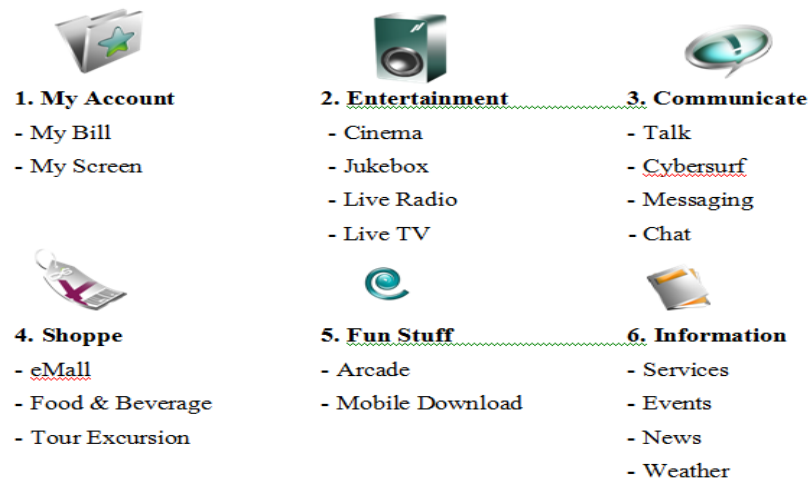 1. My Account
- My Bill
- My Screen
2. Entertainment
- Cinema
- Jukebox
- Live Radio
- Live TV
3. Communicate
- Talk
- Cybersurf
- Messaging
- Chat
4. Shoppe
- eMall
- Food & Beverage
- Tour Excursion
5. Fun Stuff
- Arcade
- Mobile Download
6. Information
- Services
- Events
- News
- Weather